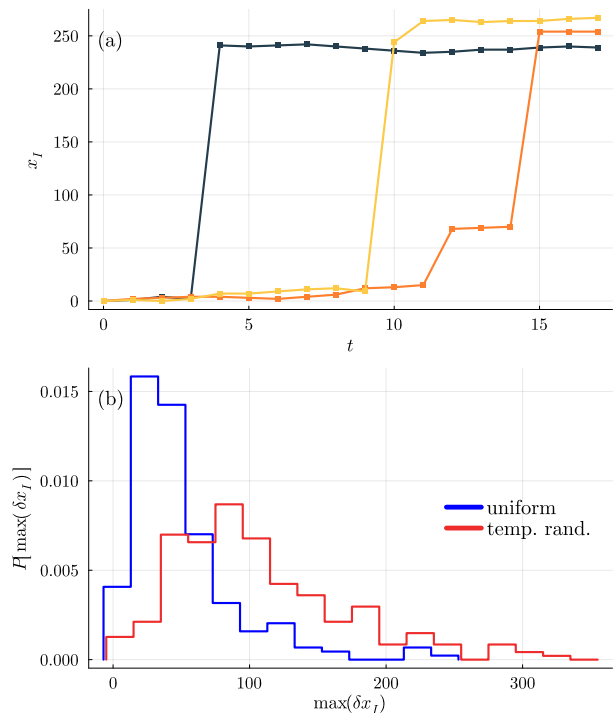 (a)
250
200
150
100
50
0
x_I
0 5 10 15
t
(b)
0.015
0.010
0.005
0.000
P[max(δx_I)]
uniform
temp. rand.
0 100 200 300
max(δx_I)